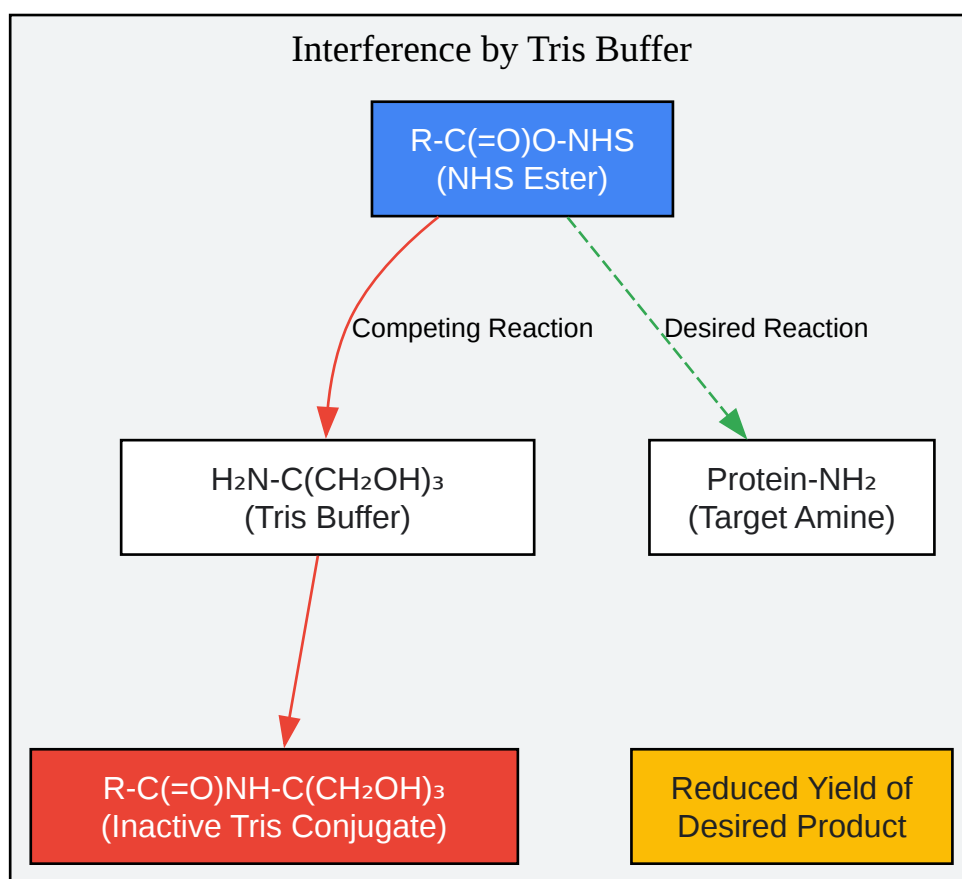 Interference by Tris Buffer
R-C(=O)O-NHS
(NHS Ester)
Competing Reaction
Desired Reaction
H₂N-C(CH₂OH)₃
(Tris Buffer)
Protein-NH₂
(Target Amine)
R-C(=O)NH-C(CH₂OH)₃
(Inactive Tris Conjugate)
Reduced Yield of
Desired Product